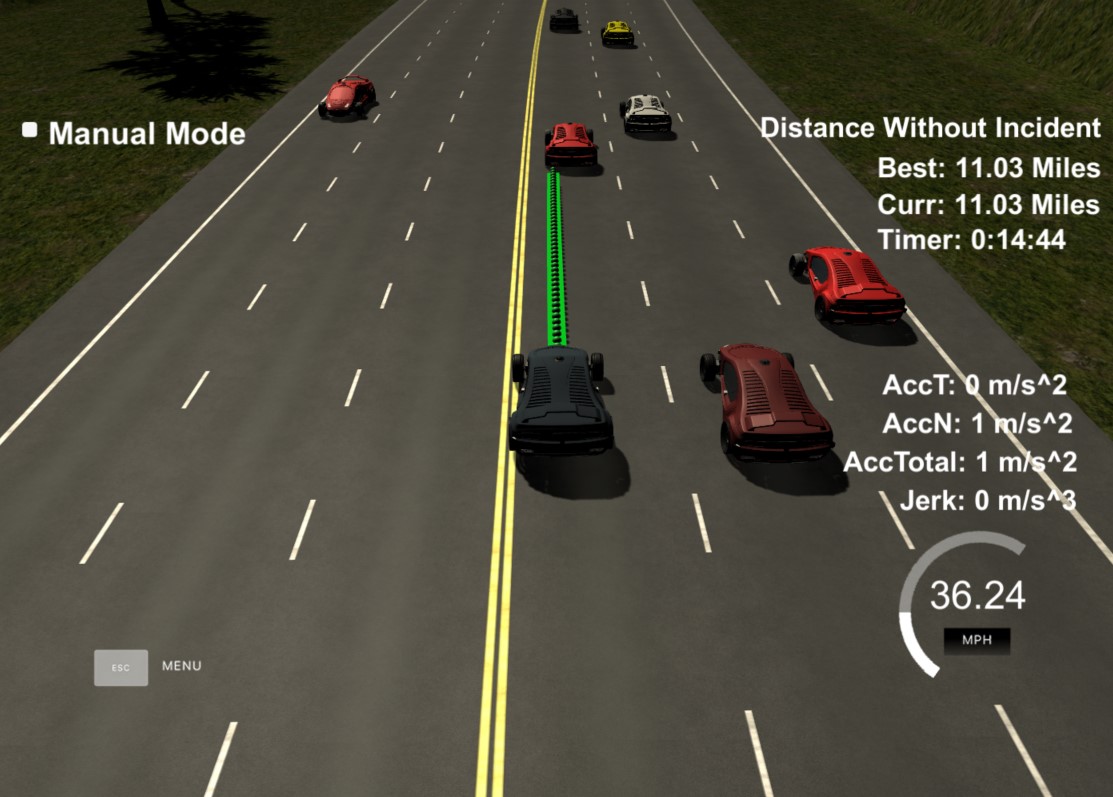 Manual Mode
Distance Without Incident
Best: 11.03 Miles
Curr: 11.03 Miles
Timer: 0:14:44
AccT: 0 m/s^2
AccN: 1 m/s^2
AccTotal: 1 m/s^2
Jerk: 0 m/s^3
36.24
MPH
ESC MENU